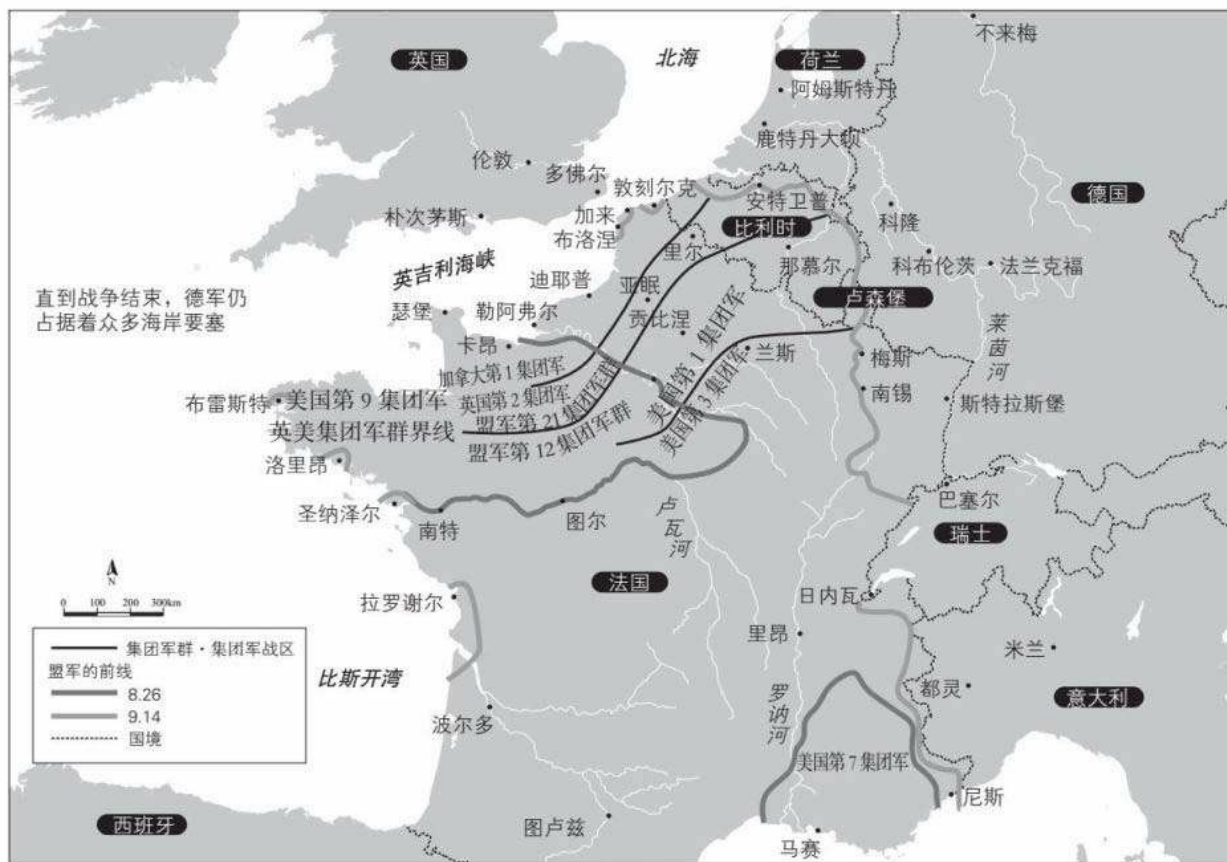 不来梅
英国
北海
荷兰
阿姆斯特丹
鹿特丹大坝
伦敦
多佛尔
敦刻尔克
安特卫普
德国
朴次茅斯
加来
布洛涅
比利时
科隆
里尔
那慕尔
科布伦茨
法兰克福
英吉利海峡
迪耶普
亚眠
卢森堡
直到战争结束，德军仍
占据着众多海岸要塞
瑟堡
勒阿弗尔
贡比涅
莱茵河
卡昂
兰斯
梅斯
加拿大第1集团军
美国第1集团军
南锡
布雷斯特
美国第9集团军
英国第2集团军
美国第3集团军
斯特拉斯堡
英美集团军群界线
盟军第21集团军群
盟军第12集团军群
洛里昂
圣纳泽尔
南特
图尔
卢瓦河
巴塞尔
瑞士
法国
N
0 100 200 300km
拉罗谢尔
日内瓦
里昂
米兰
集团军群·集团军战区
盟军的前线
8.26
9.14
国境
比斯开湾
都灵
意大利
波尔多
罗讷河
美国第7集团军
尼斯
西班牙
图卢兹
马赛